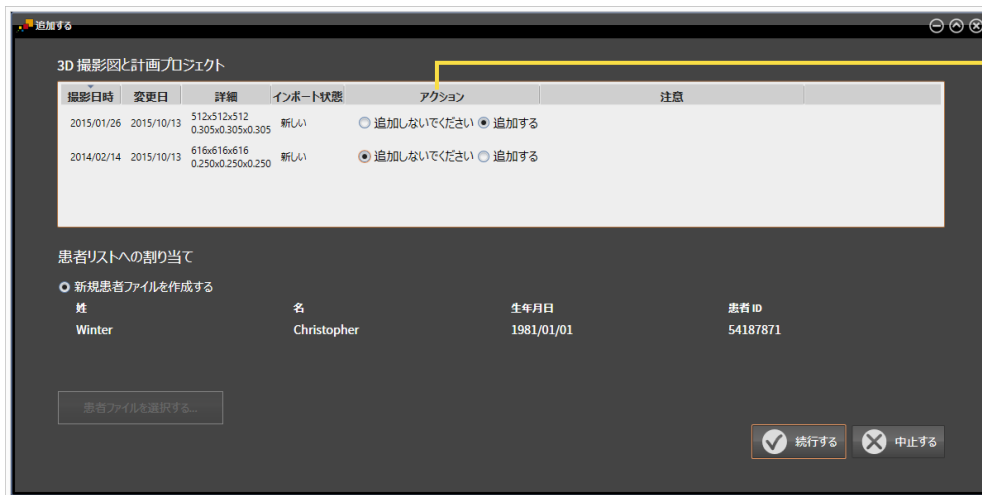 追加する
3D 撮影図と計画プロジェクト
撮影日時 変更日 詳細 インポート状態 アクション 注意
2015/01/26 2015/10/13 512x512x512 0.305x0.305x0.305 新しい 追加しないでください 追加する
2014/02/14 2015/10/13 616x616x616 0.250x0.250x0.250 新しい 追加しないでください 追加する
患者リストへの割り当て
新規患者ファイルを作成する
姓 名 生年月日 患者 ID
Winter Christopher 1981/01/01 54187871
患者ファイルを選択する...
続行する 中止する